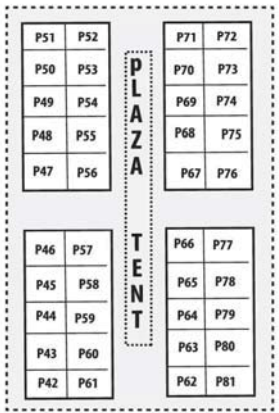 P51 P52
P50 P53
P49 P54
P48 P55
P47 P56
P46 P57
P45 P58
P44 P59
P43 P60
P42 P61
pLAZA TENT
P71 P72
P70 P73
P69 P74
P68 P75
P67 P76
P66 P77
P65 P78
P64 P79
P63 P80
P62 P81